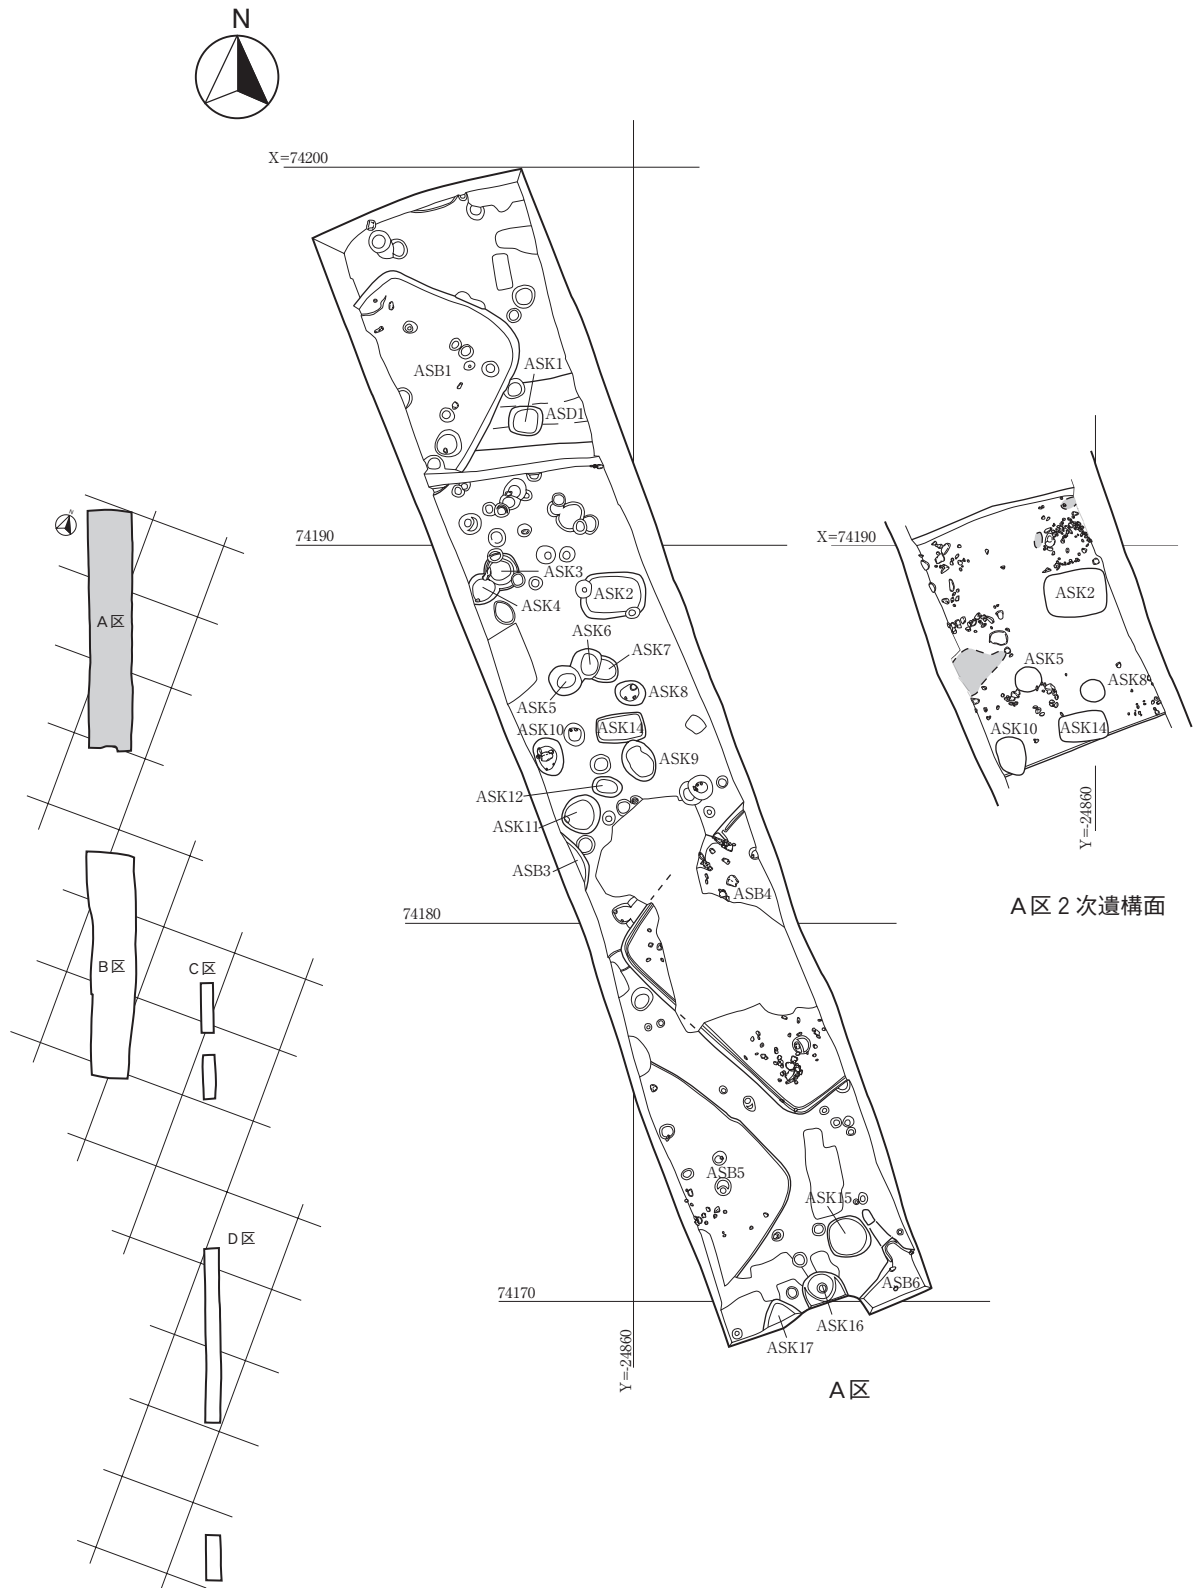 N
X=74200
ASB1
ASK1
ASD1
74190
ASK3
ASK2
ASK4
ASK6
ASK7
ASK5
ASK8
ASK10
ASK14
ASK9
ASK12
ASK11
ASB3
ASB4
74180
ASB5
ASK15
ASB6
74170
ASK16
ASK17
Y=-24860
A区
X=74190
ASK2
ASK5
ASK8
ASK10
ASK14
Y=-24860
A区2次遺構面
N
A区
B区
C区
D区